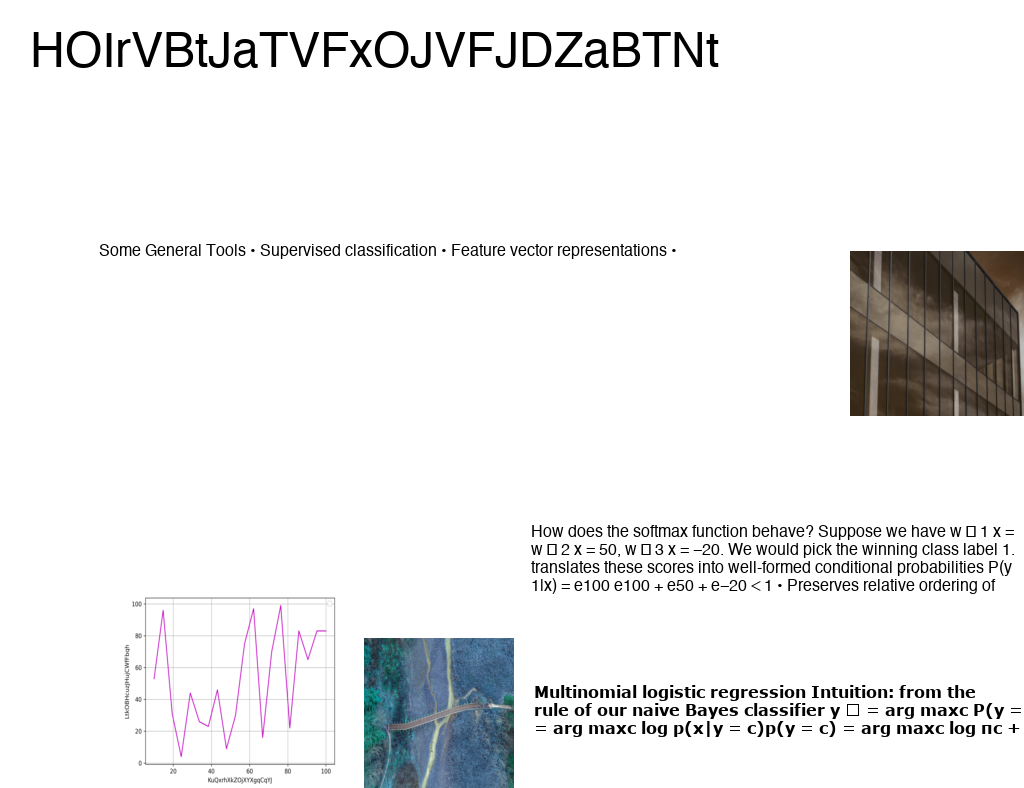 HOIrVBtJaTVFxOJVFJDZaBTNt
Some General Tools • Supervised classification • Feature vector representations •
How does the softmax function behave? Suppose we have w □ 1 x =
w □ 2 x = 50, w □ 3 x = −20. We would pick the winning class label 1.
translates these scores into well-formed conditional probabilities P(y
1|x) = e100 e100 + e50 + e−20 < 1 • Preserves relative ordering of
Multinomial logistic regression Intuition: from the
rule of our naive Bayes classifier y □ = arg maxc P(y =
= arg maxc log p(x|y = c)p(y = c) = arg maxc log πc +
100
80
60
40
20
0
20 40 60 80 100